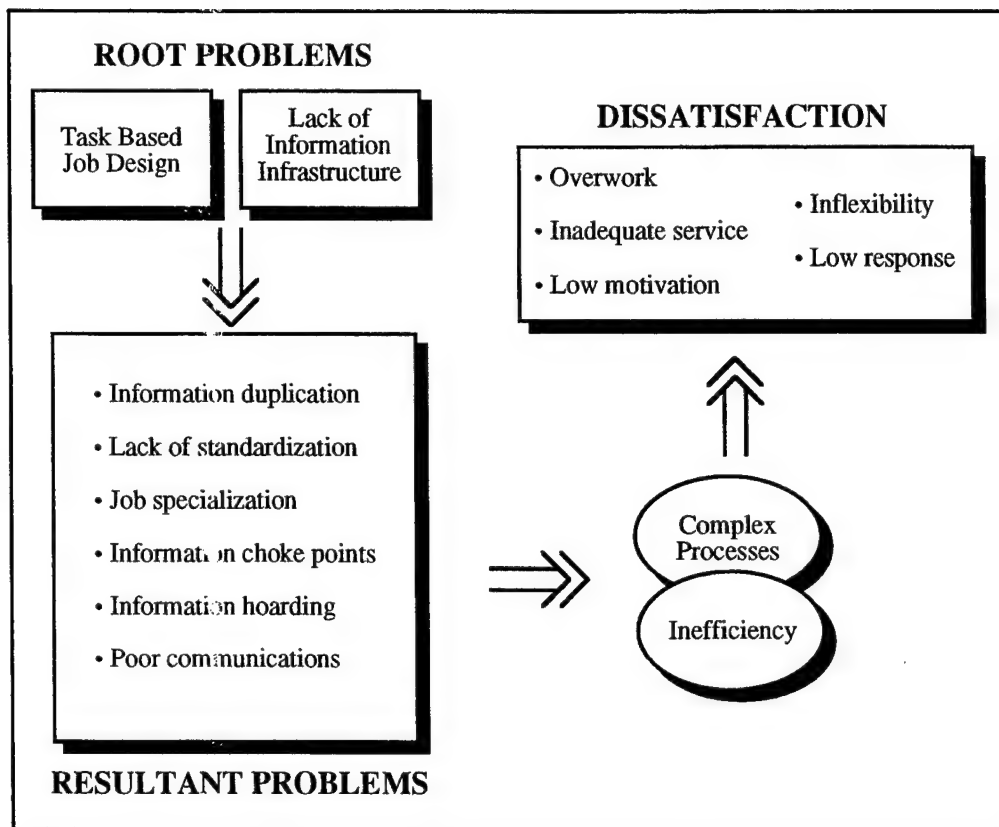 ROOT PROBLEMS
Task Based
Job Design
Lack of
Information
Infrastructure
• Information duplication
• Lack of standardization
• Job specialization
• Information choke points
• Information hoarding
• Poor communications
RESULTANT PROBLEMS
Complex
Processes
Inefficiency
DISSATISFACTION
• Overwork
• Inadequate service
• Low motivation
• Inflexibility
• Low response